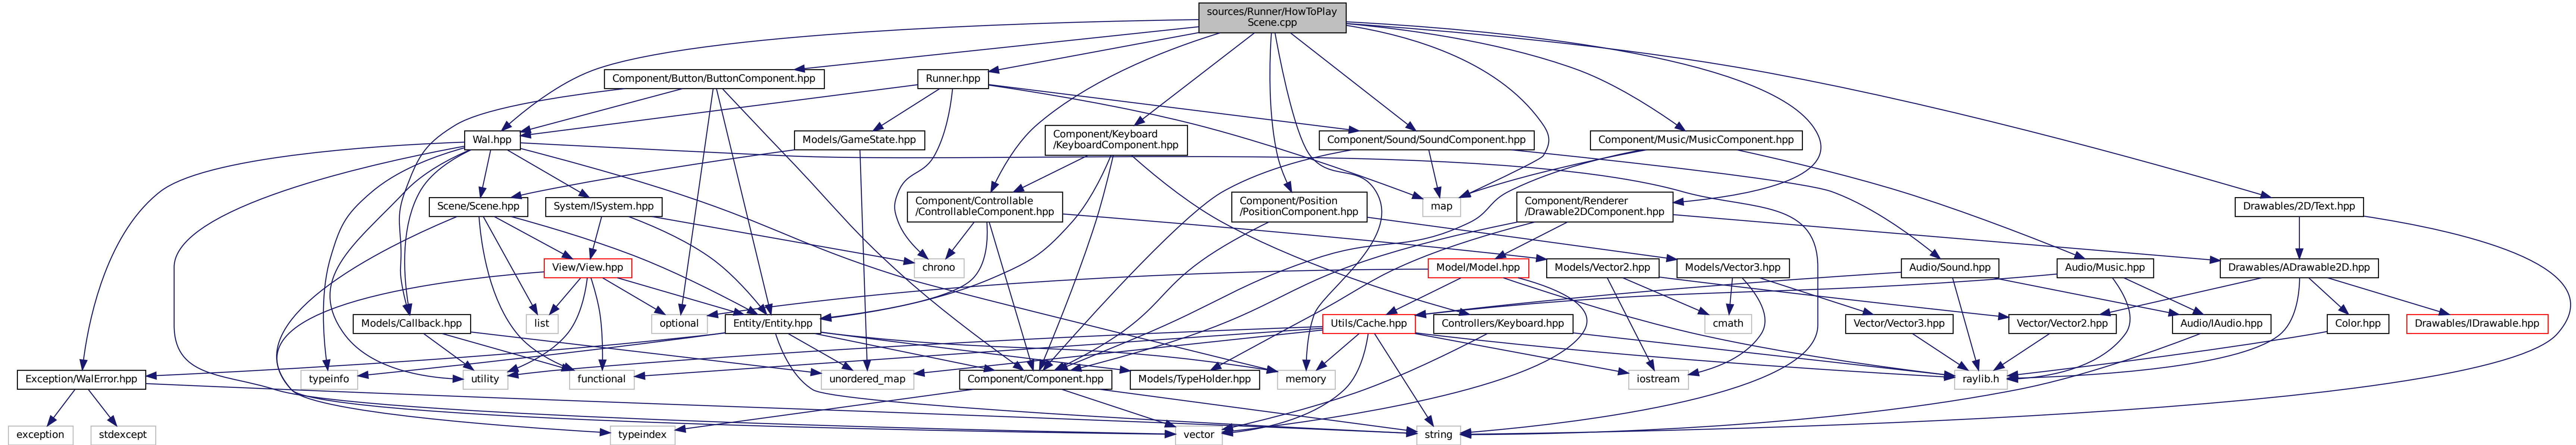 sources/Runner/HowToPlay
Scene.cpp
Component/Button/ButtonComponent.hpp
Runner.hpp
Wal.hpp
Models/GameState.hpp
Component/Keyboard
/KeyboardComponent.hpp
Component/Sound/SoundComponent.hpp
Component/Music/MusicComponent.hpp
Scene/Scene.hpp
System/ISystem.hpp
Component/Controllable
/ControllableComponent.hpp
Component/Position
/PositionComponent.hpp
map
Component/Renderer
/Drawable2DComponent.hpp
Drawables/2D/Text.hpp
View/View.hpp
chrono
Model/Model.hpp
Models/Vector2.hpp
Models/Vector3.hpp
Audio/Sound.hpp
Audio/Music.hpp
Drawables/ADrawable2D.hpp
Models/Callback.hpp
list
optional
Entity/Entity.hpp
Utils/Cache.hpp
Controllers/Keyboard.hpp
cmath
Vector/Vector3.hpp
Vector/Vector2.hpp
Audio/IAudio.hpp
Color.hpp
Drawables/IDrawable.hpp
Exception/WalError.hpp
typeinfo
utility
functional
unordered_map
Component/Component.hpp
Models/TypeHolder.hpp
memory
iostream
raylib.h
exception
stdexcept
typeindex
vector
string